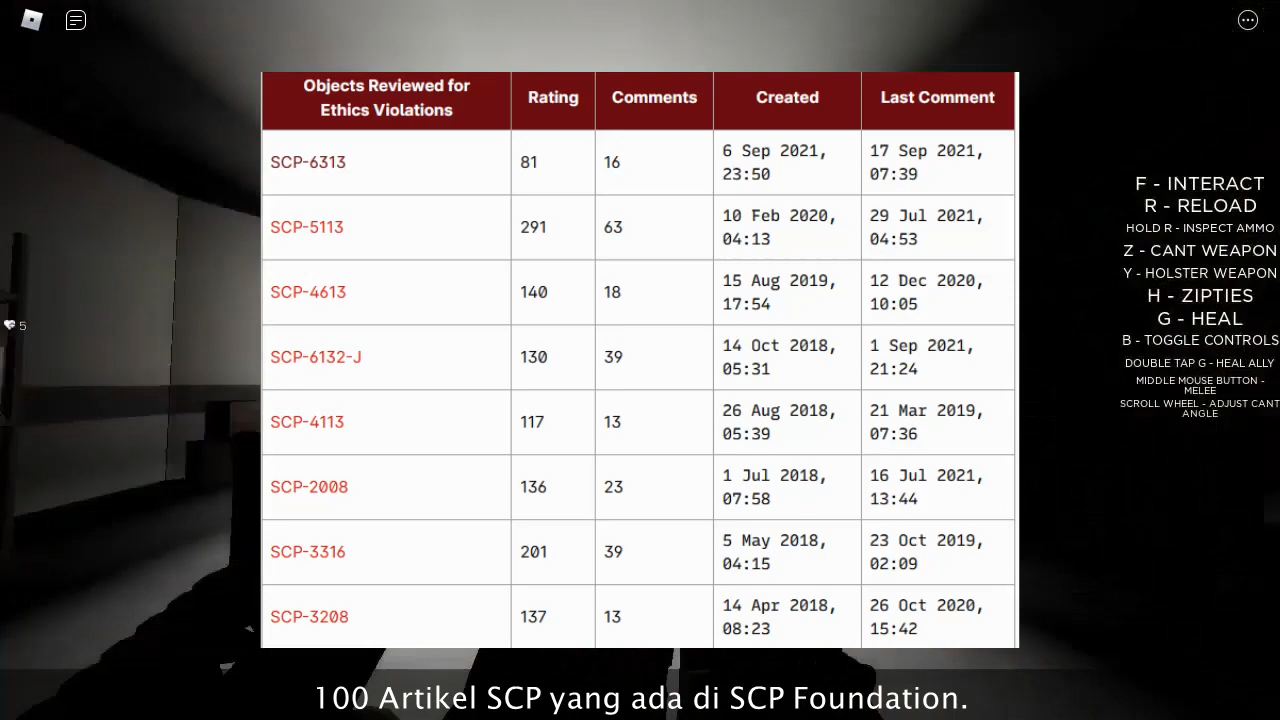 Objects Reviewed for
Ethics Violations
Rating
Comments
Created
Last Comment
SCP-6313
81
16
6 Sep 2021,
23:50
17 Sep 2021,
07:39
SCP-5113
291
63
10 Feb 2020,
04:13
29 Jul 2021,
04:53
SCP-4613
140
18
15 Aug 2019,
17:54
12 Dec 2020,
10:05
SCP-6132-J
130
39
14 Oct 2018,
05:31
1 Sep 2021,
21:24
SCP-4113
117
13
26 Aug 2018,
05:39
21 Mar 2019,
07:36
SCP-2008
136
23
1 Jul 2018,
07:58
16 Jul 2021,
13:44
SCP-3316
201
39
5 May 2018,
04:15
23 Oct 2019,
02:09
SCP-3208
137
13
14 Apr 2018,
08:23
26 Oct 2020,
15:42
5
F - INTERACT
R - RELOAD
HOLD R - INSPECT AMMO
Z - CANT WEAPON
Y - HOLSTER WEAPON
H - ZIPTIES
G - HEAL
B - TOGGLE CONTROLS
DOUBLE TAP G - HEAL ALLY
MIDDLE MOUSE BUTTON -
MELEE
SCROLL WHEEL - ADJUST CANT
ANGLE
100 Artikel SCP yang ada di SCP Foundation.